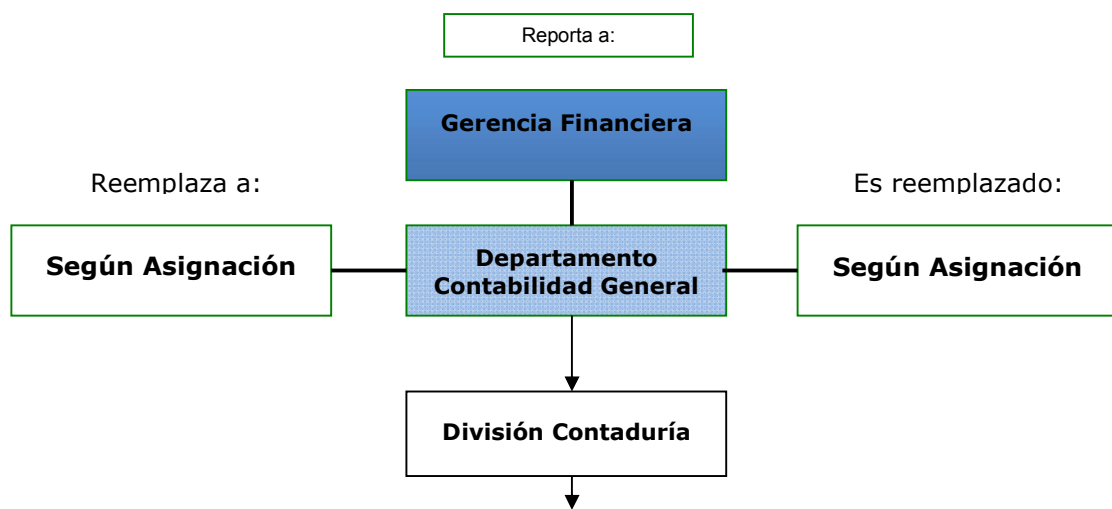 Reporta a:
Gerencia Financiera
Reemplaza a:
Es reemplazado:
Según Asignación
Departamento
Contabilidad General
Según Asignación
División Contaduría